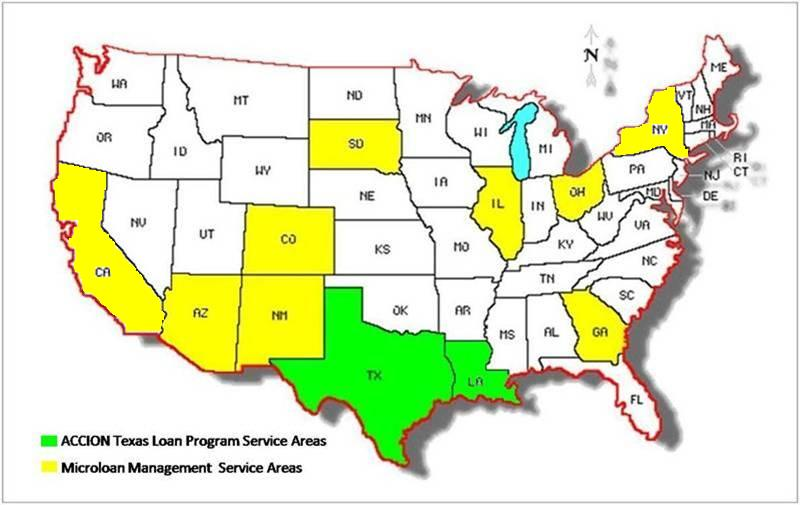 N
WA
MT
ND
MN
ME
OR
ID
SD
WI
MI
VT
NH
NY
MA
WY
IA
NE
IL
IN
OH
PA
RI
CT
NJ
MD
DE
NV
UT
CO
KS
MO
KY
WV
VA
CA
AZ
NM
OK
AR
TN
NC
SC
MS
AL
GA
TX
LA
FL
ACCION Texas Loan Program Service Areas
Microloan Management Service Areas